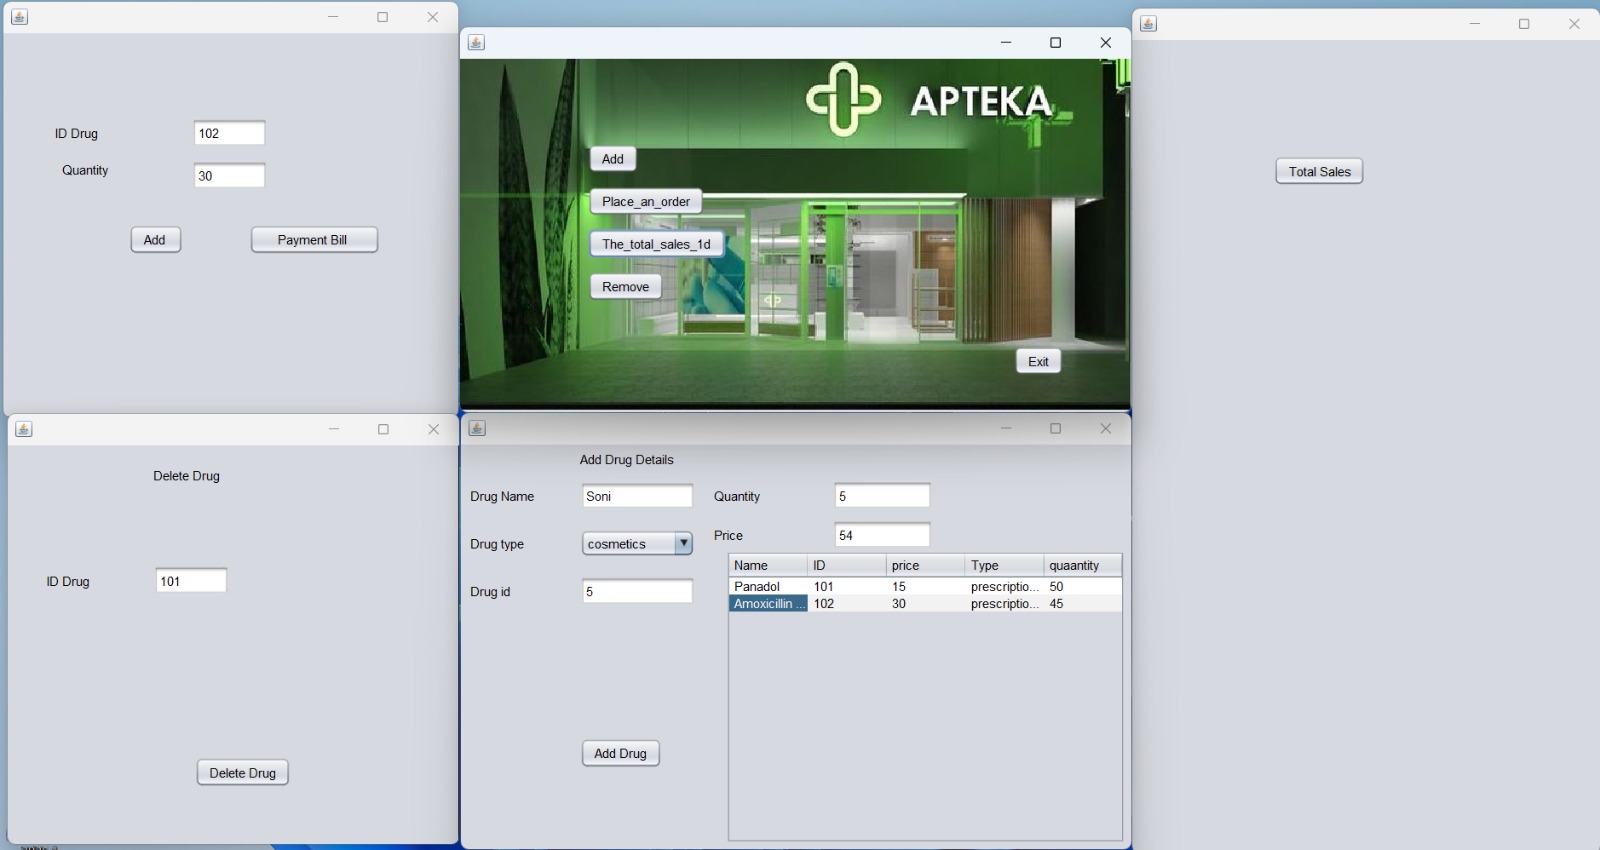 ID Drug 102
Quantity 30
Add Payment Bill
APTEKA
Add
Place_an_order
The_total_sales_1d
Remove
Exit
Total Sales
Delete Drug
ID Drug 101
Delete Drug
Add Drug Details
Drug Name Soni Quantity 5
Drug type cosmetics Price 54
Drug id 5
Name ID price Type quaantity
Panadol 101 15 prescriptio... 50
Amoxicillin ... 102 30 prescriptio... 45
Add Drug